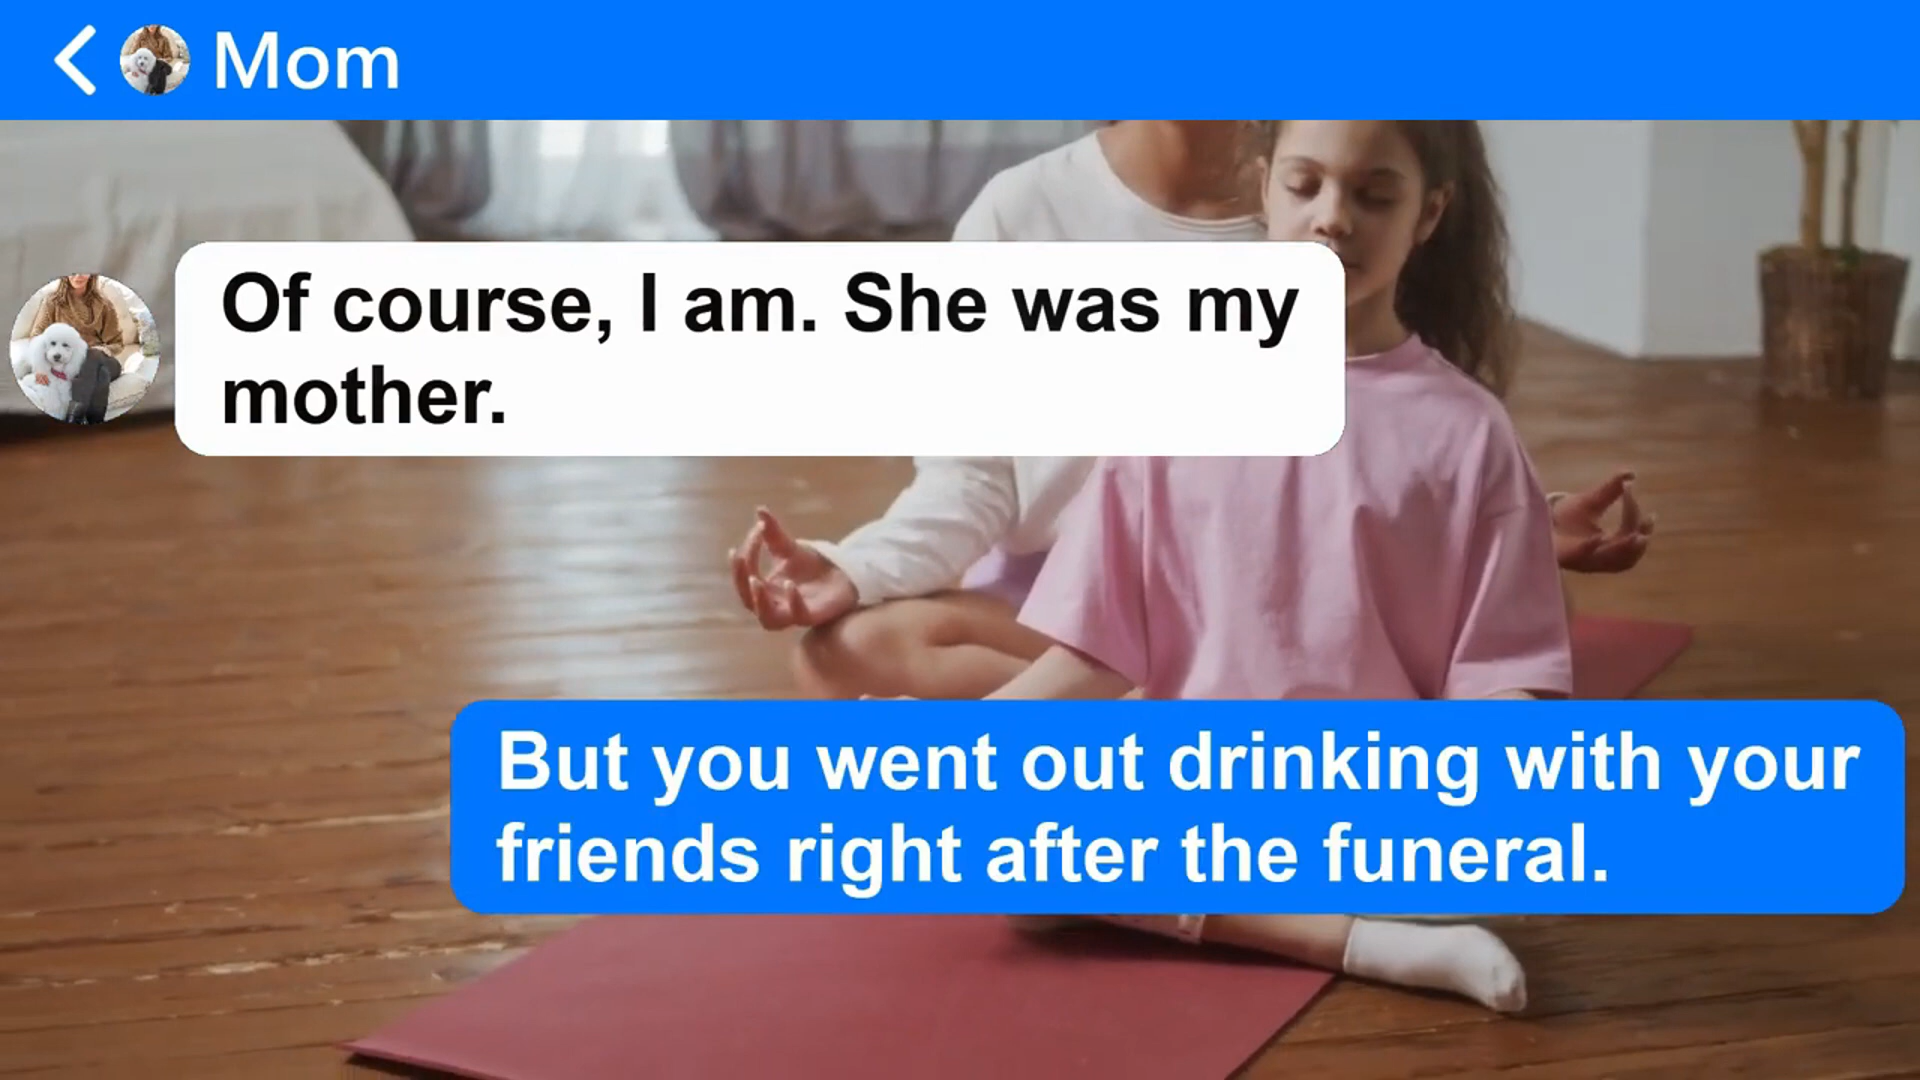 Mom
Of course, I am. She was my
mother.
But you went out drinking with your
friends right after the funeral.